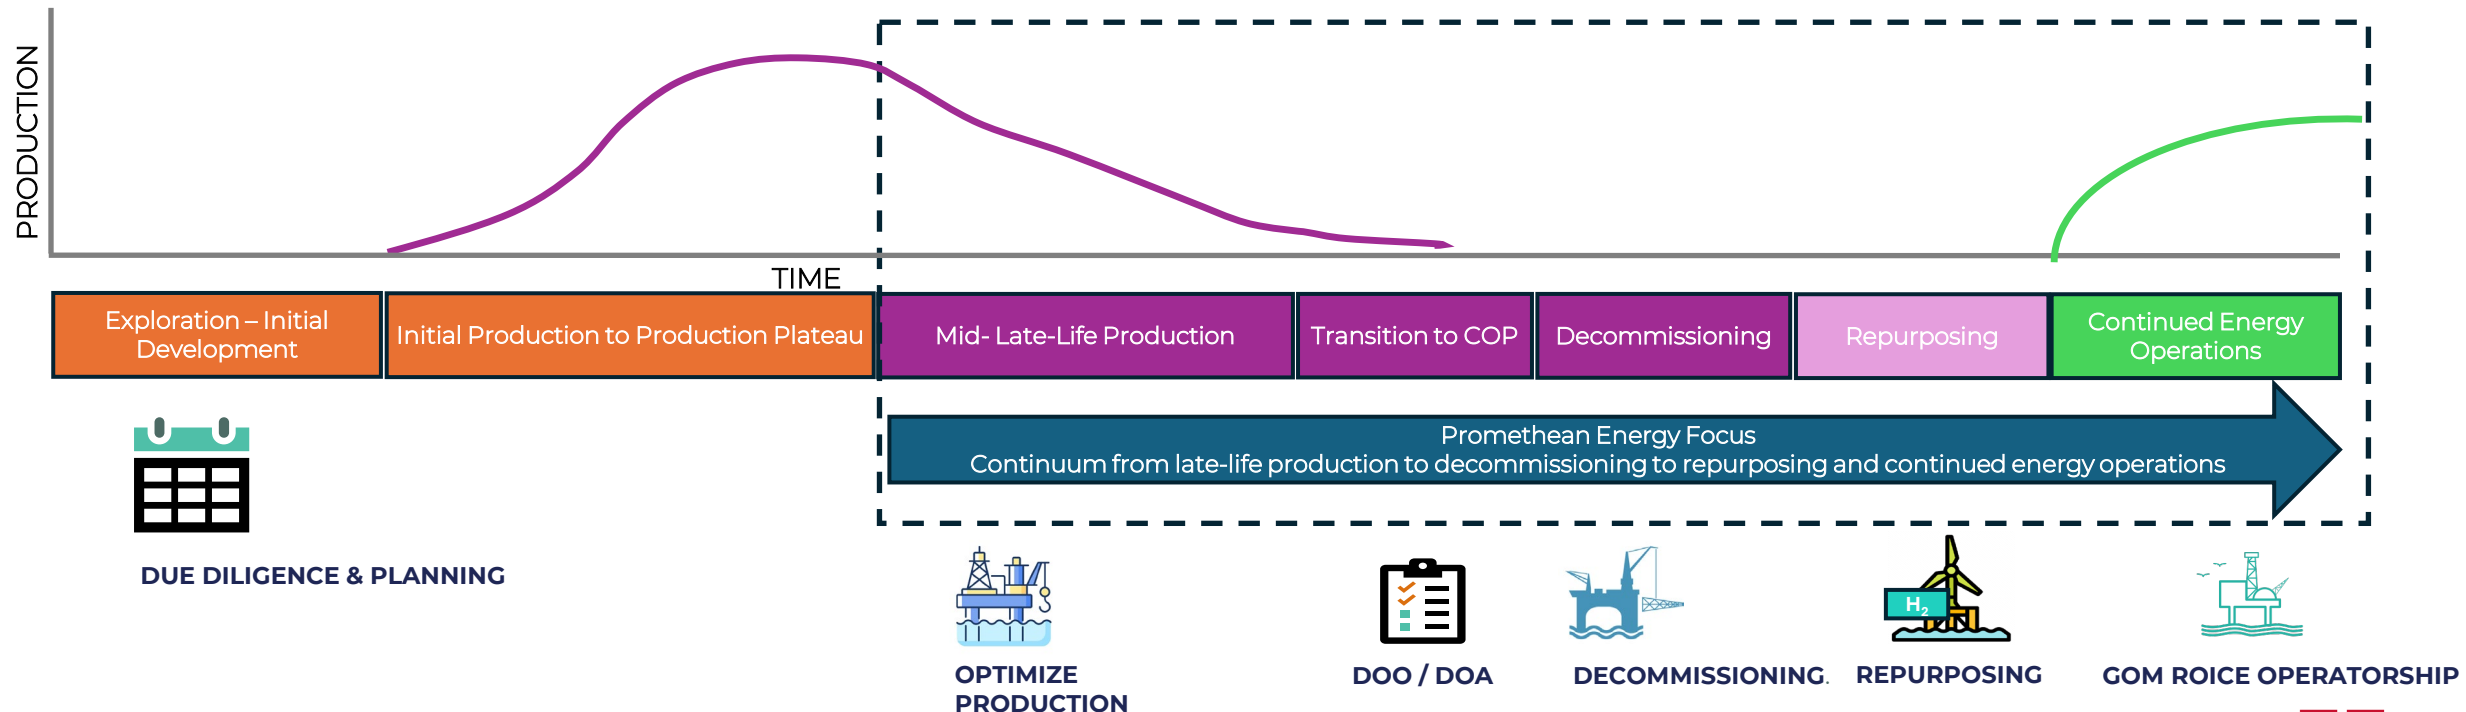 PRODUCTION
TIME
Exploration – Initial
Development
Initial Production to Production Plateau
Mid- Late-Life Production
Transition to COP
Decommissioning
Repurposing
Continued Energy
Operations
Promethean Energy Focus
Continuum from late-life production to decommissioning to repurposing and continued energy operations
DUE DILIGENCE & PLANNING
OPTIMIZE
PRODUCTION
DOO / DOA
DECOMMISSIONING.
H2
REPURPOSING
GOM ROICE OPERATORSHIP